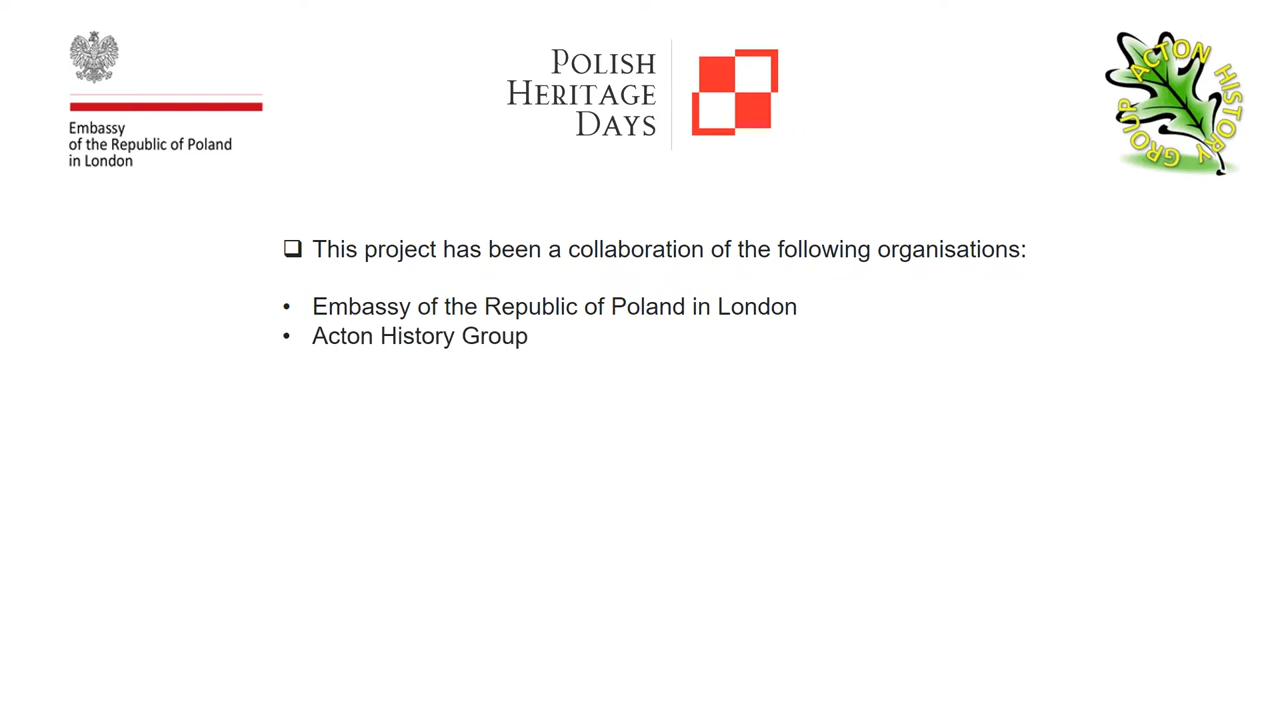 Embassy
of the Republic of Poland
in London
POLISH
HERITAGE
DAYS
ACTON HISTORY GROUP
This project has been a collaboration of the following organisations:
• Embassy of the Republic of Poland in London
• Acton History Group